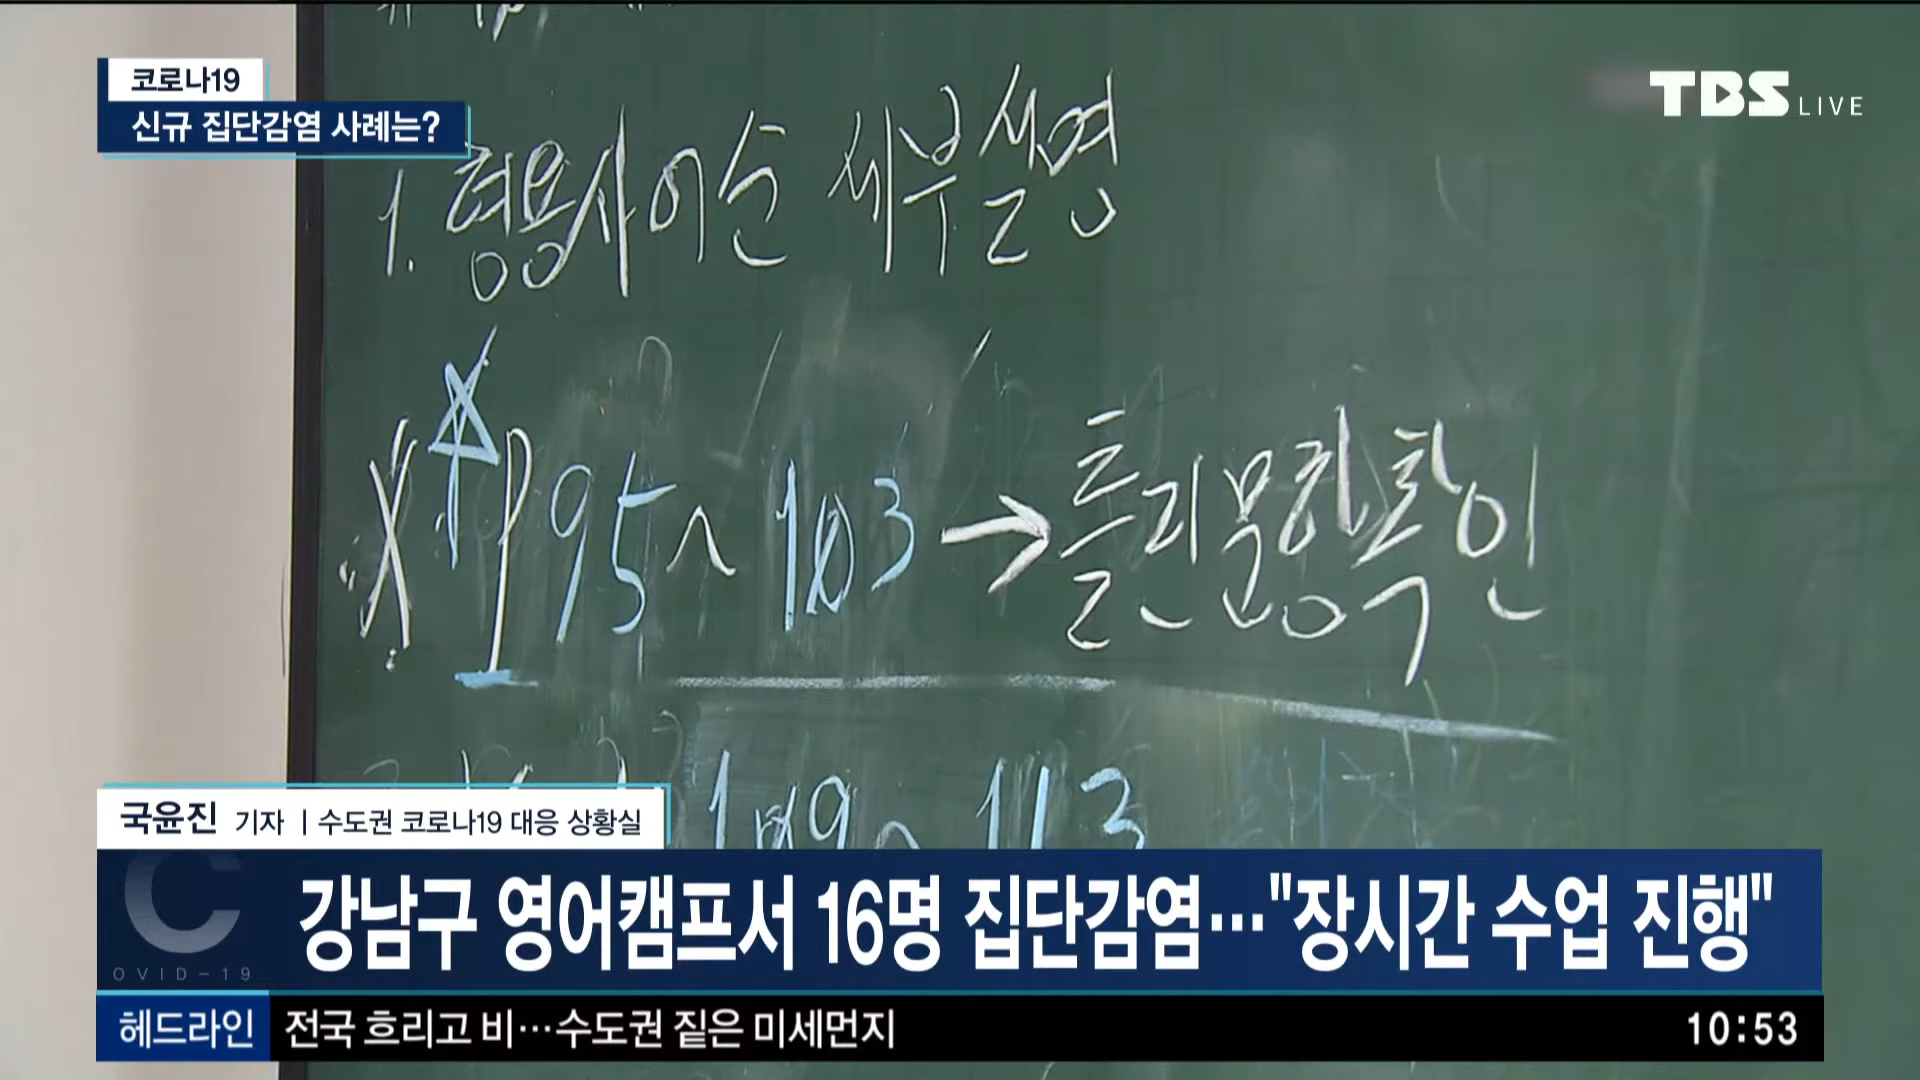 코로나19
신규 집단감염 사례는?
TBS LIVE
1. 형용사어순 세부설명
P95~103→틀린문항확인
109~113
국윤진 기자 | 수도권 코로나19 대응 상황실
COVID-19
강남구 영어캠프서 16명 집단감염…"장시간 수업 진행"
헤드라인 전국 흐리고 비…수도권 짙은 미세먼지
10:53